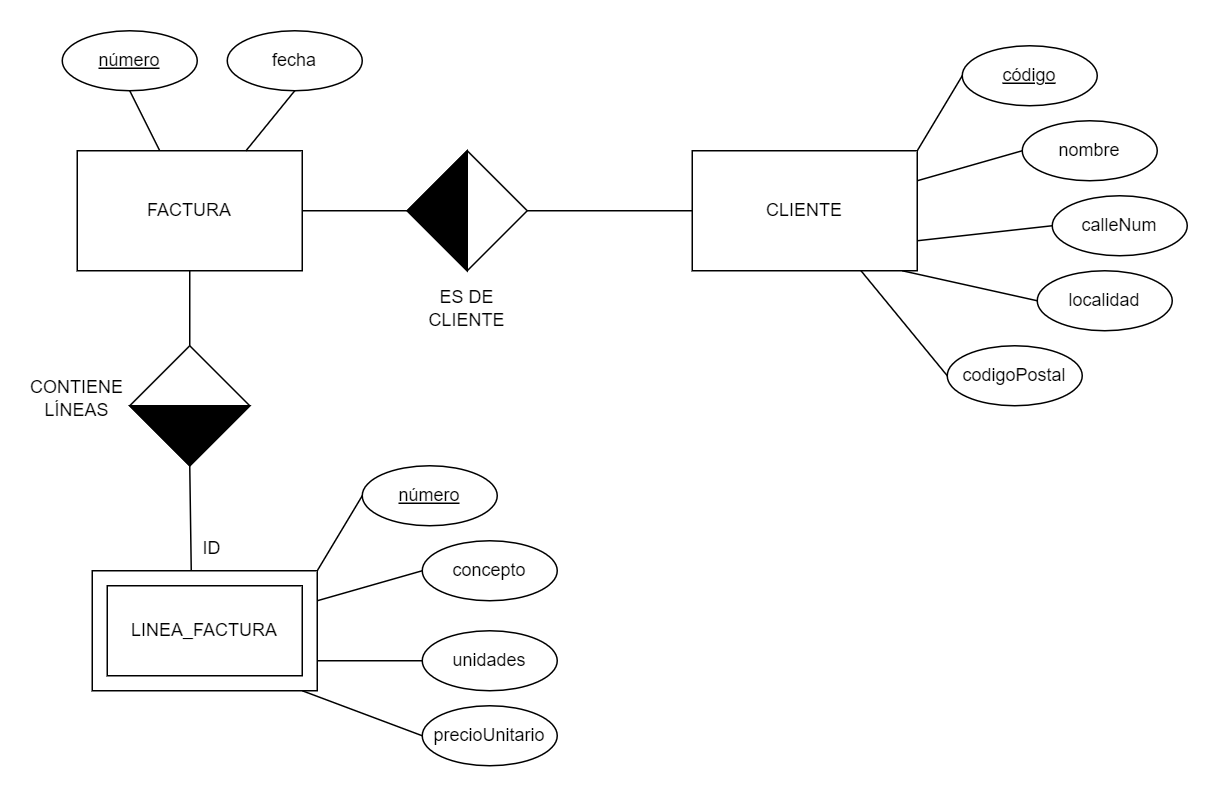 número
fecha
código
nombre
FACTURA
CLIENTE
calleNum
ES DE
CLIENTE
localidad
codigoPostal
CONTIENE
LÍNEAS
número
ID
concepto
LINEA_FACTURA
unidades
precioUnitario